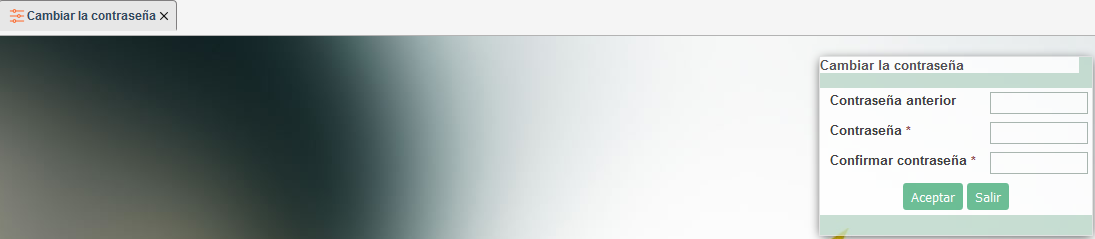 Cambiar la contraseña
Cambiar la contraseña
Contraseña anterior
Contraseña *
Confirmar contraseña *
Aceptar Salir